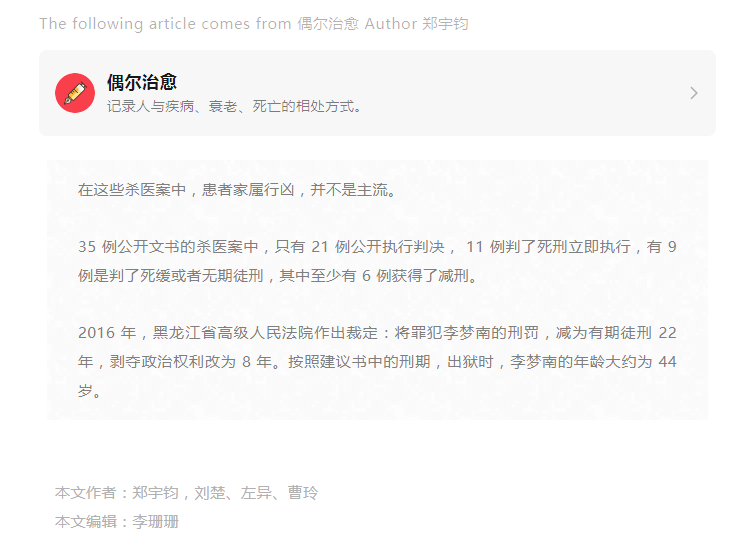 The following article comes from 偶尔治愈 Author 郑宇钧
偶尔治愈
记录人与疾病、衰老、死亡的相处方式。
在这些杀医案中，患者家属行凶，并不是主流。
35 例公开文书的杀医案中，只有 21 例公开执行判决， 11 例判了死刑立即执行，有 9
例是判了死缓或者无期徒刑，其中至少有 6 例获得了减刑。
2016 年，黑龙江省高级人民法院作出裁定：将罪犯李梦南的刑罚，减为有期徒刑 22
年，剥夺政治权利改为 8 年。按照建议书中的刑期，出狱时，李梦南的年龄大约为 44
岁。
本文作者：郑宇钧，刘楚、左异、曹玲
本文编辑：李珊珊